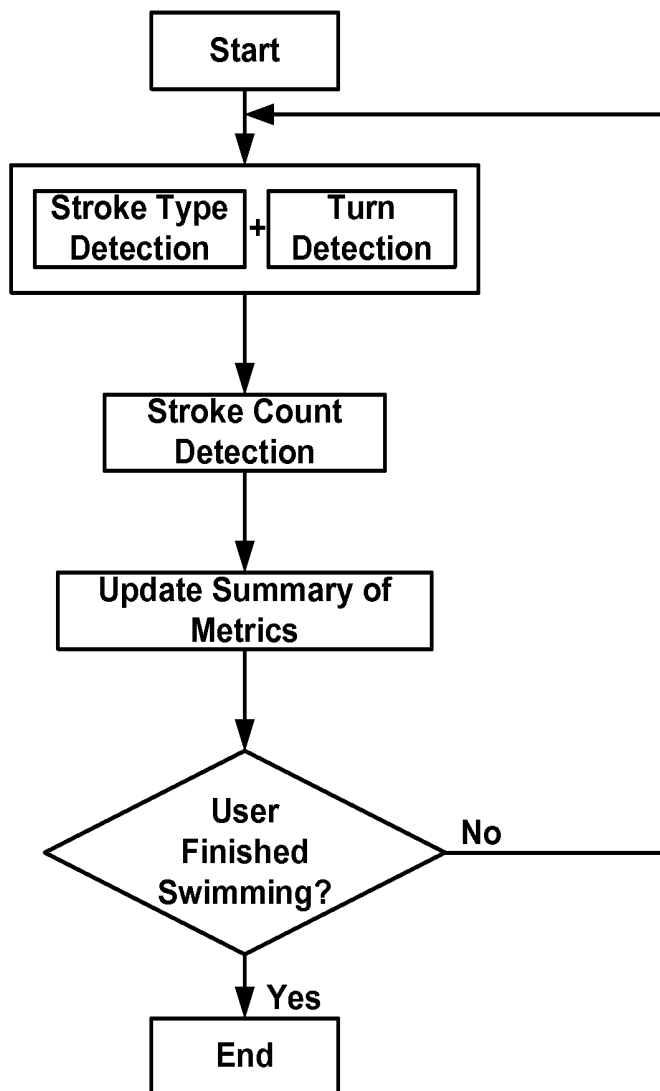 Start
Stroke Type
Detection
+
Turn
Detection
Stroke Count
Detection
Update Summary of
Metrics
User
Finished
Swimming?
No
Yes
End